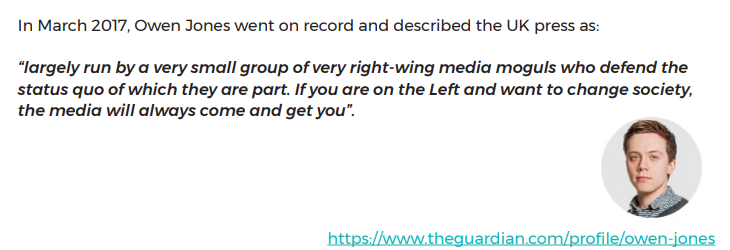 In March 2017, Owen Jones went on record and described the UK press as:
“largely run by a very small group of very right-wing media moguls who defend the
status quo of which they are part. If you are on the Left and want to change society,
the media will always come and get you”.
https://www.theguardian.com/profile/owen-jones